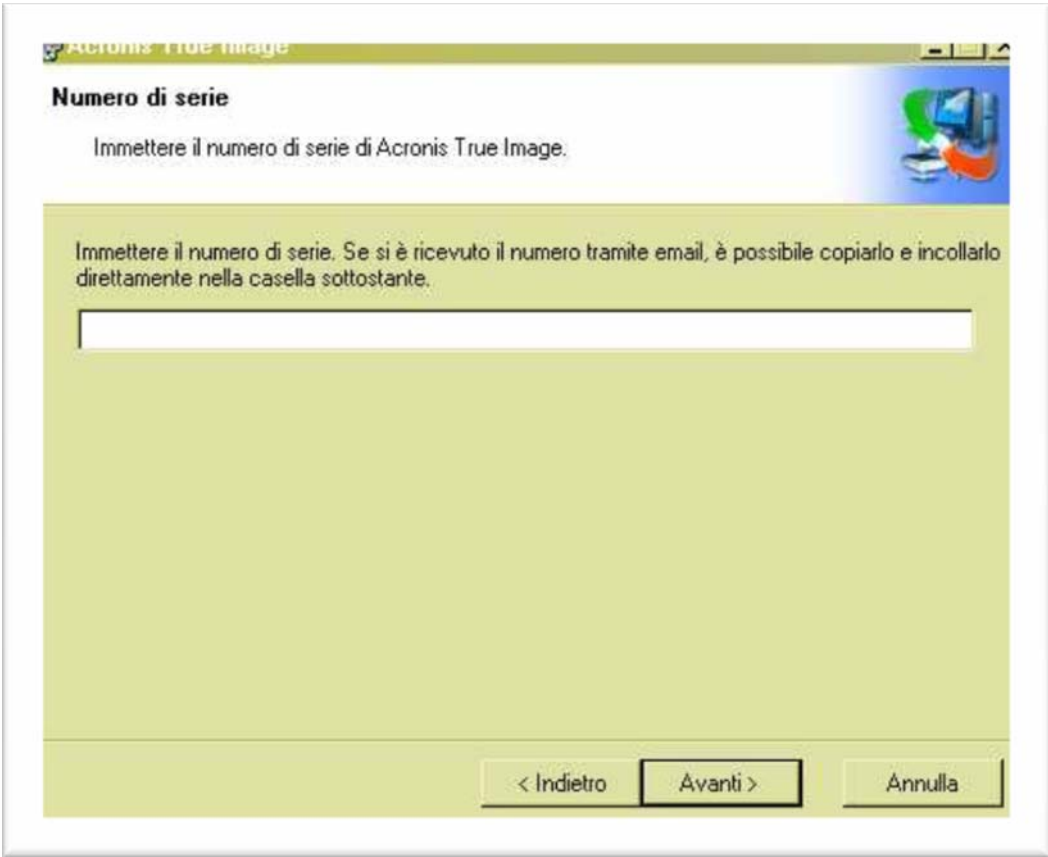 Acronis True Image
Numero di serie
Immettere il numero di serie di Acronis True Image.
Immettere il numero di serie. Se si è ricevuto il numero tramite email, è possibile copiarlo e incollarlo
direttamente nella casella sottostante.
< Indietro
Avanti >
Annulla